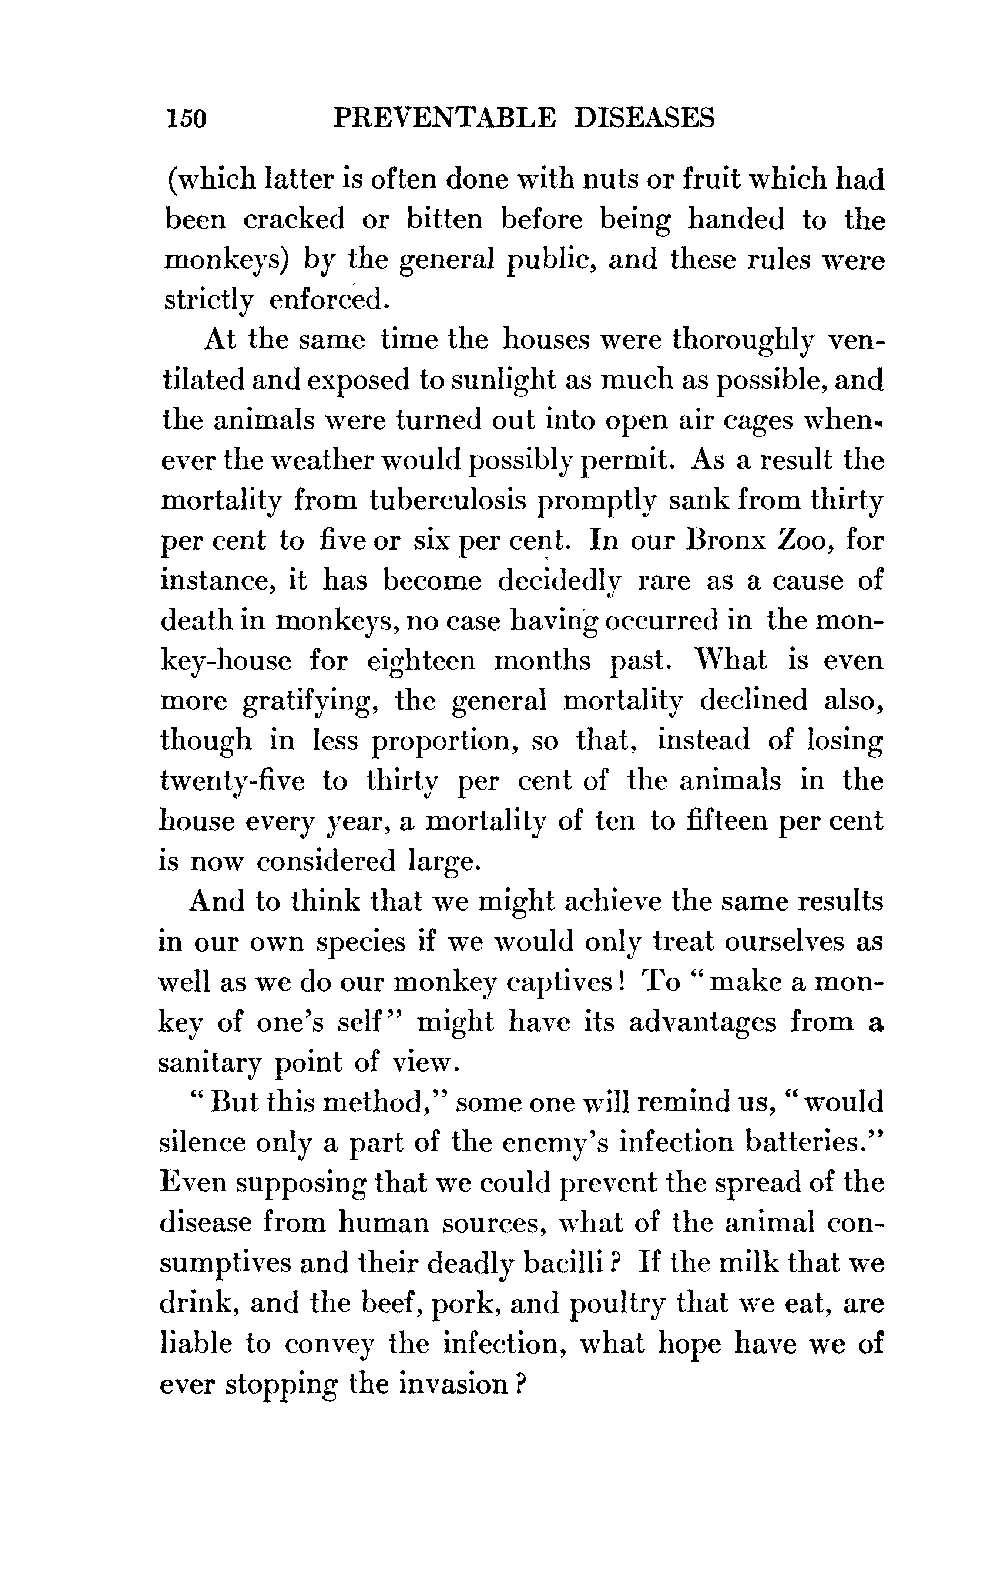 150 PREVENTABLE DISEASES
(which latter is often done with nuts or fruit which had
been cracked or bitten before being handed to the
monkeys) by the general public, and these rules were
strictly enforced.
At the same time the houses were thoroughly ven-
tilated and exposed to sunlight as much as possible, and
the animals were turned out into open air cages when-
ever the weather would possibly permit. As a result the
mortality from tuberculosis promptly sank from thirty
per cent to five or six per cent. In our Bronx Zoo, for
instance, it has become decidedly rare as a cause of
death in monkeys, no case having occurred in the mon-
key-house for eighteen months past. What is even
more gratifying, the general mortality declined also,
though in less proportion, so that, instead of losing
twenty-five to thirty per cent of the animals in the
house every year, a mortality of ten to fifteen per cent
is now considered large.
And to think that we might achieve the same results
in our own species if we would only treat ourselves as
well as we do our monkey captives! To “make a mon-
key of one’s self” might have its advantages from a
sanitary point of view.
“But this method,” some one will remind us, “would
silence only a part of the enemy’s infection batteries.”
Even supposing that we could prevent the spread of the
disease from human sources, what of the animal con-
sumptives and their deadly bacilli? If the milk that we
drink, and the beef, pork, and poultry that we eat, are
liable to convey the infection, what hope have we of
ever stopping the invasion?